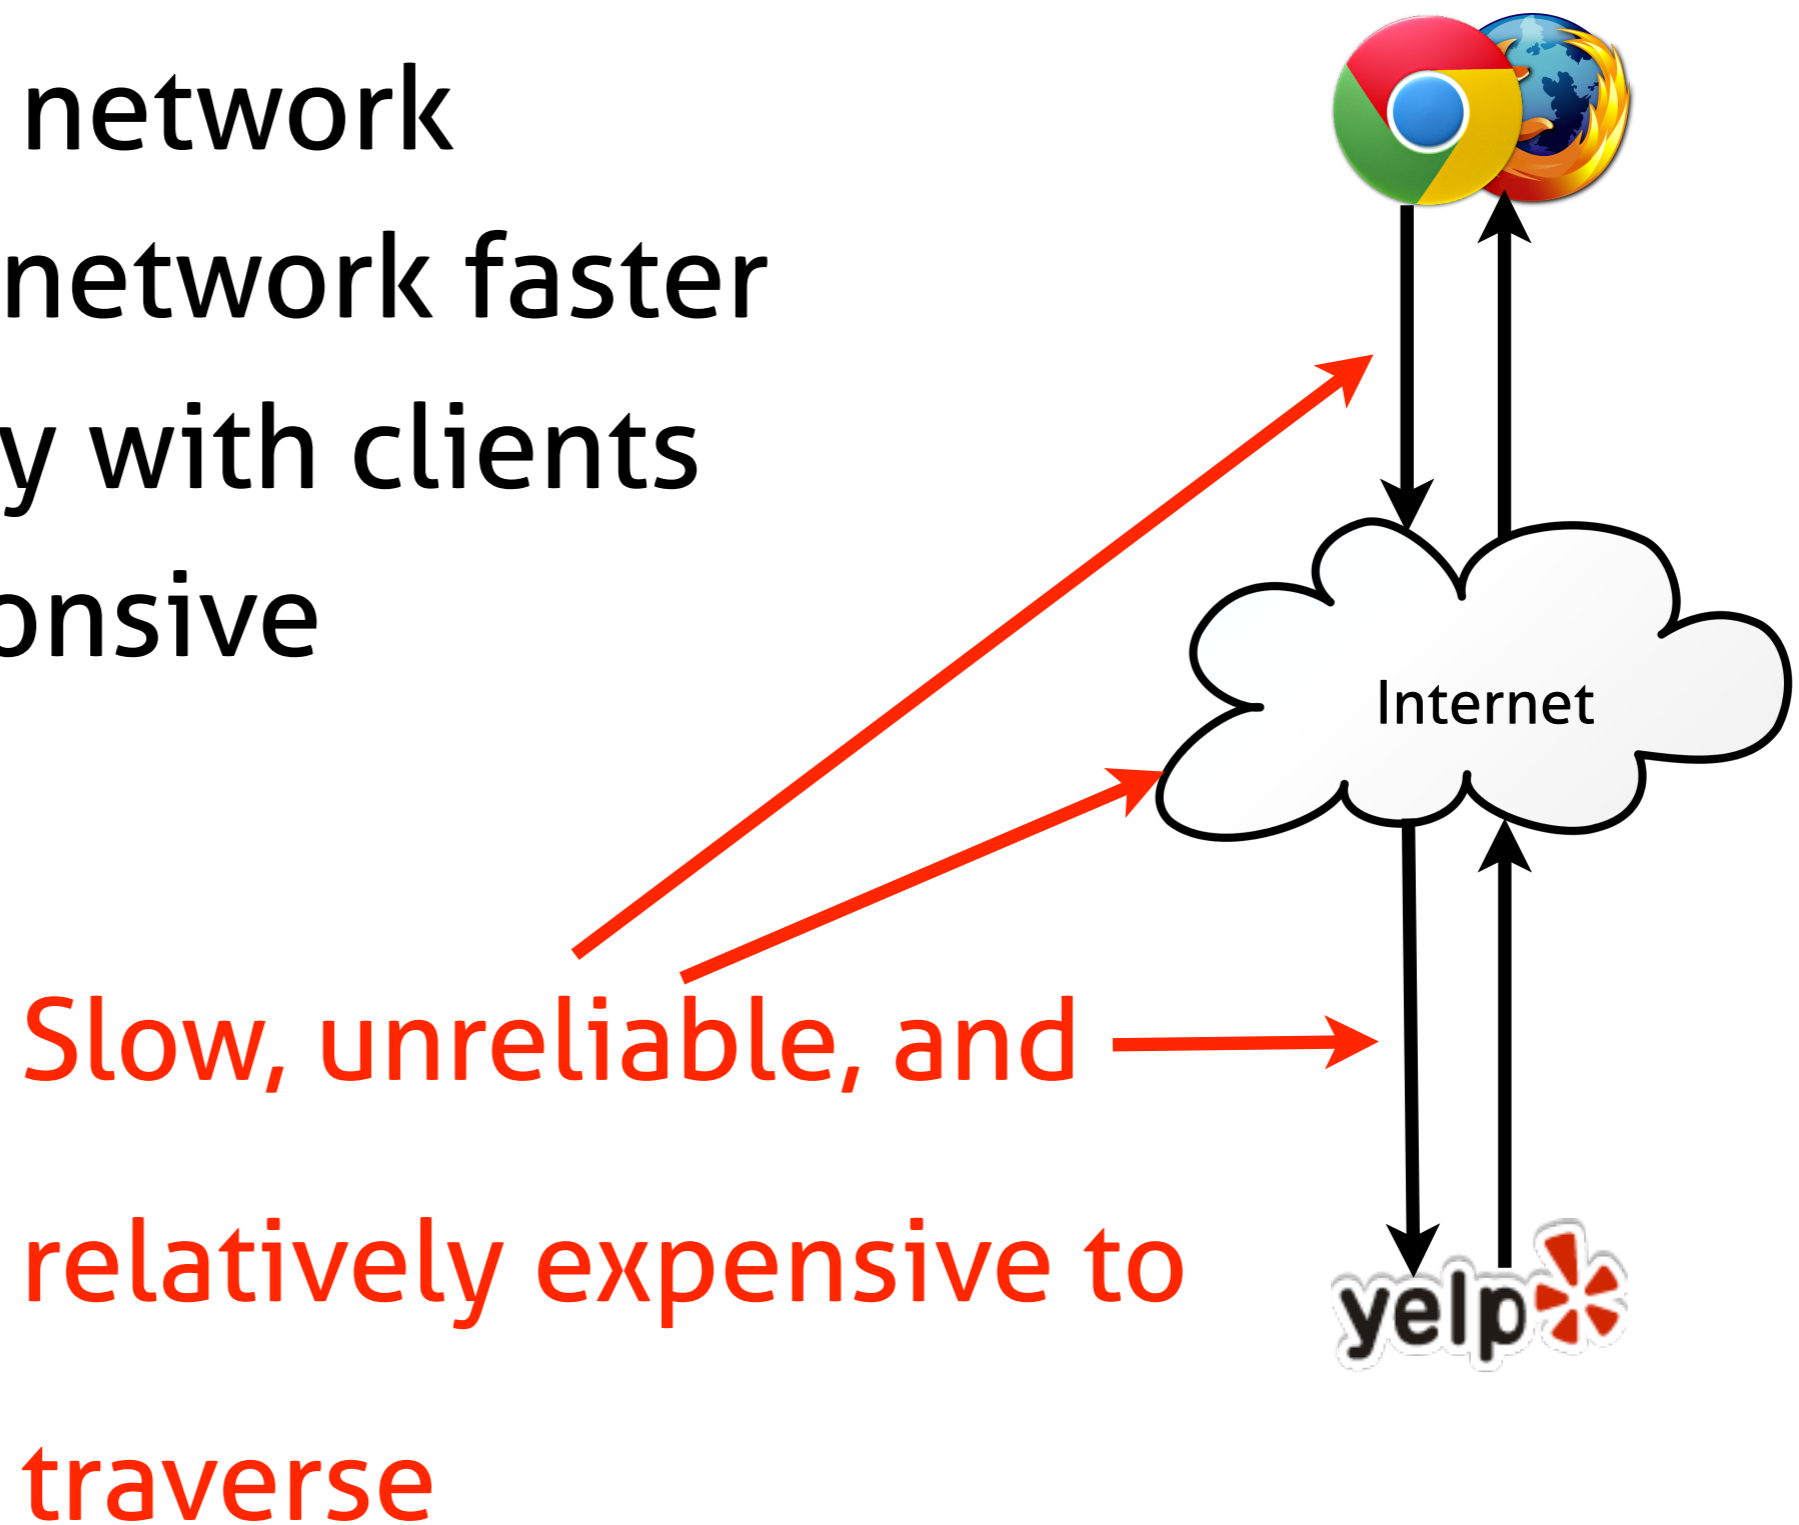 network
network faster
y with clients
onsive
Internet
Slow, unreliable, and
relatively expensive to
traverse
yelp